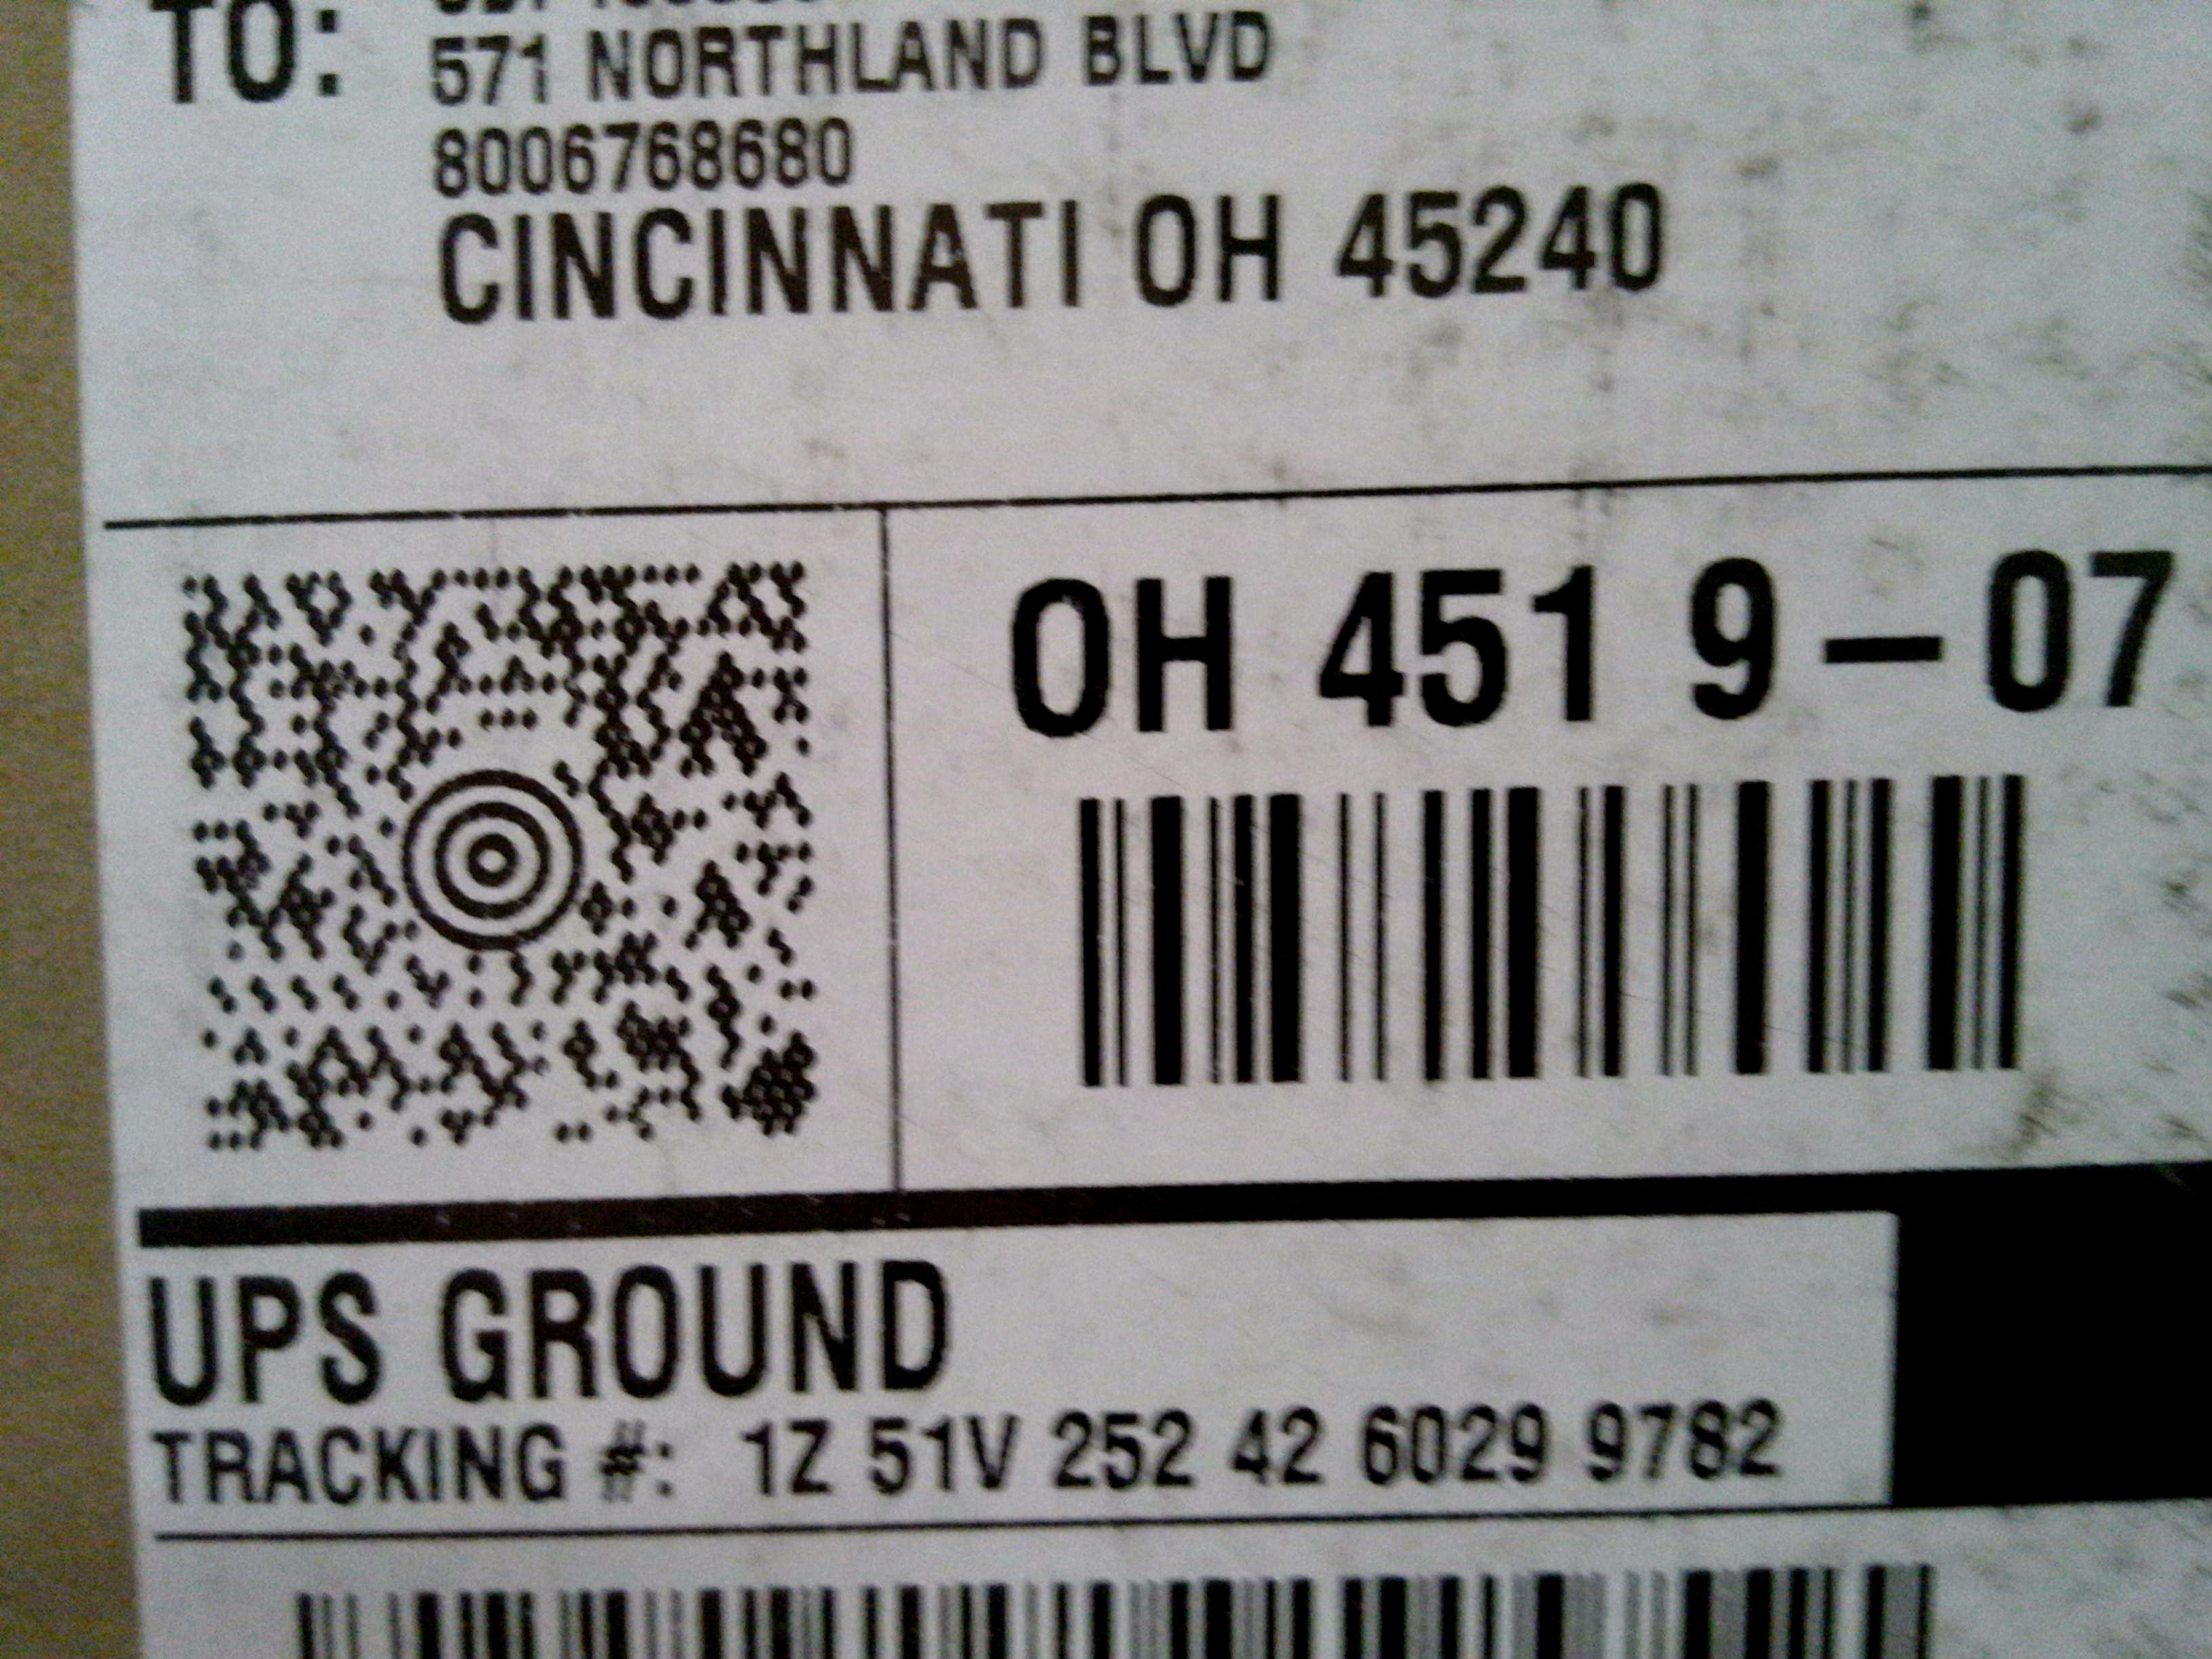 TO:
571 NORTHLAND BLVD
8006768680
CINCINNATI OH 45240
OH 451 9-07
UPS GROUND
TRACKING #: 1Z 51V 252 42 6029 9782